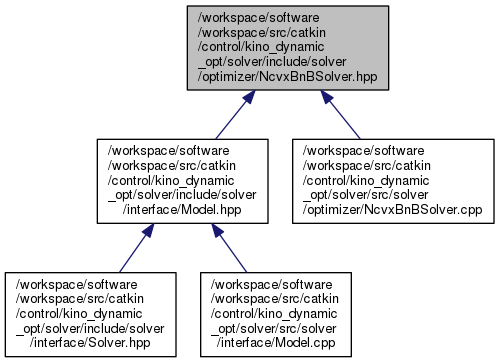 /workspace/software
/workspace/src/catkin
/control/kino_dynamic
_opt/solver/include/solver
/optimizer/NcvxBnBSolver.hpp
/workspace/software
/workspace/src/catkin
/control/kino_dynamic
_opt/solver/include/solver
/interface/Model.hpp
/workspace/software
/workspace/src/catkin
/control/kino_dynamic
_opt/solver/src/solver
/optimizer/NcvxBnBSolver.cpp
/workspace/software
/workspace/src/catkin
/control/kino_dynamic
_opt/solver/include/solver
/interface/Solver.hpp
/workspace/software
/workspace/src/catkin
/control/kino_dynamic
_opt/solver/src/solver
/interface/Model.cpp